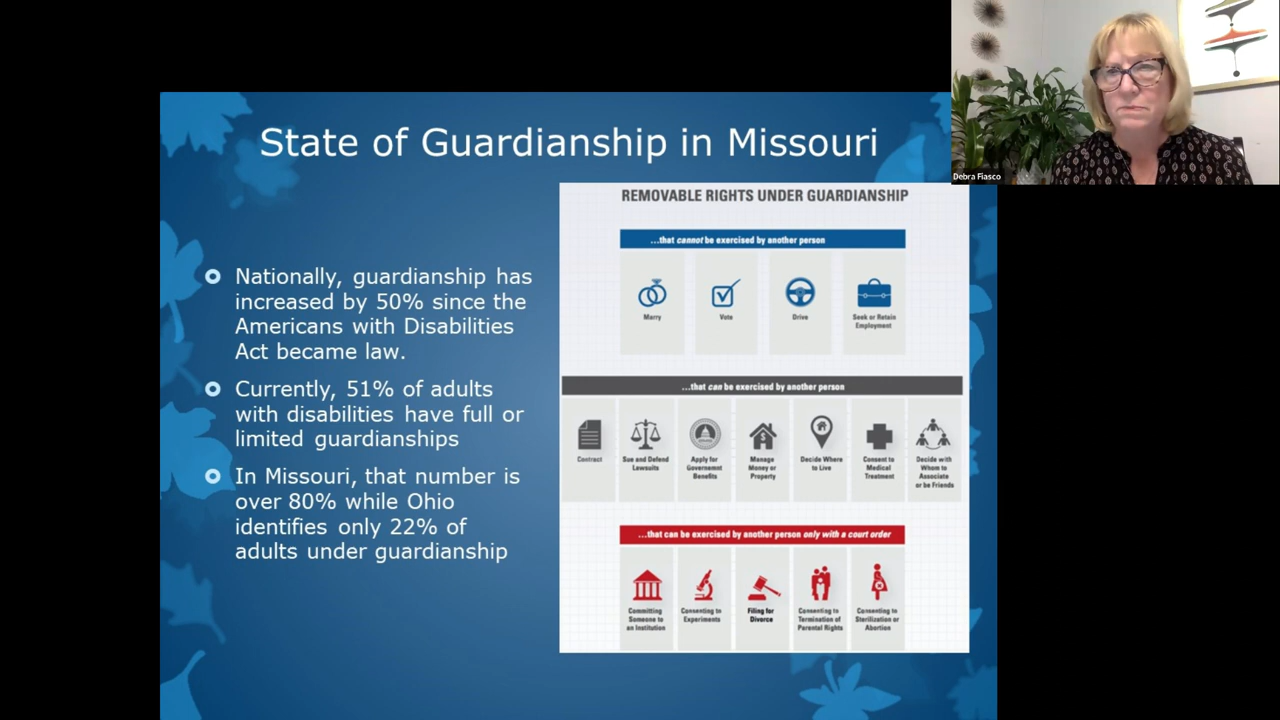 State of Guardianship in Missouri
Nationally, guardianship has
increased by 50% since the
Americans with Disabilities
Act became law.
Currently, 51% of adults
with disabilities have full or
limited guardianships
In Missouri, that number is
over 80% while Ohio
identifies only 22% of
adults under guardianship
REMOVABLE RIGHTS UNDER GUARDIANSHIP
...that cannot be exercised by another person
Marry
Vote
Drive
Seek or Retain
Employment
...that can be exercised by another person
Contract
Sue and Defend
Lawsuits
Apply for
Governemnt
Benefits
Manage
Money or
Property
Decide Where
to Live
Consent to
Medical
Treatment
Decide with
Whom to
Associate
or be Friends
...that can be exercised by another person only with a court order
Committing
Someone to
an Institution
Consenting to
Experiments
Filing for
Divorce
Consenting to
Termination of
Parental Rights
Consenting to
Sterilization or
Abortion
Debra Fiasco